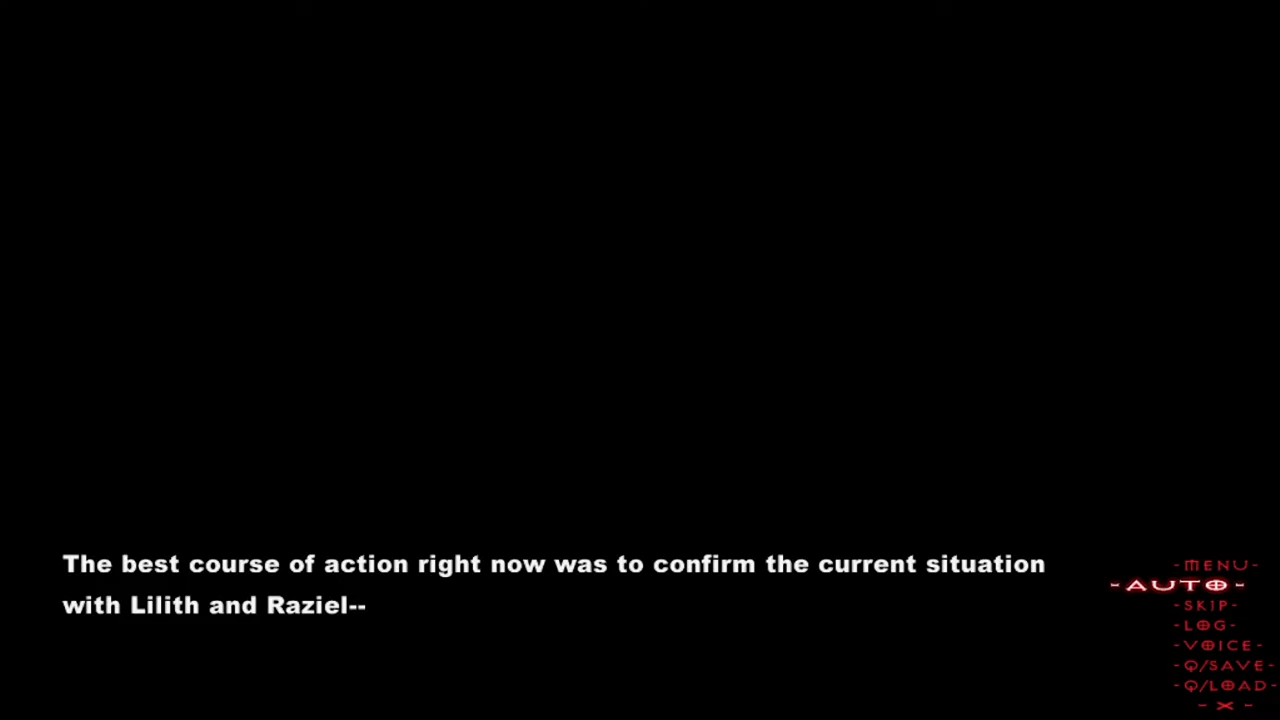 The best course of action right now was to confirm the current situation
with Lilith and Raziel--
-MENU-
-AUTO-
-SKIP-
-LOG-
-VOICE-
-Q/SAVE-
-Q/LOAD-
-X-